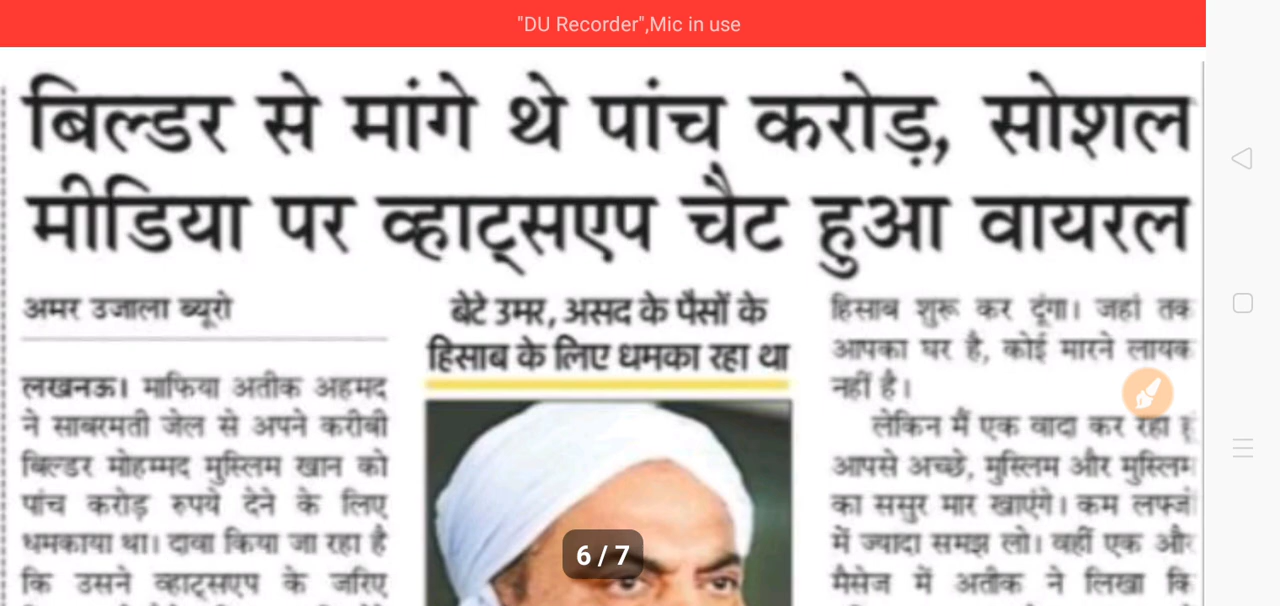 "DU Recorder",Mic in use
बिल्डर से मांगे थे पांच करोड़, सोशल
मीडिया पर व्हाट्सएप चैट हुआ वायरल
अमर उजाला ब्यूरो
लखनऊ। माफिया अतीक अहमद
ने साबरमती जेल से अपने करीबी
बिल्डर मोहम्मद मुस्लिम खान को
पांच करोड़ रुपये देने के लिए
धमकाया था। दावा किया जा रहा है
कि उसने व्हाट्सएप के जरिए
बेटे उमर, असद के पैसों के
हिसाब के लिए धमका रहा था
6 / 7
हिसाब शुरू कर दूंगा। जहां तक
आपका घर है, कोई मारने लायक
नहीं है।
लेकिन मैं एक वादा कर रहा
आपसे अच्छे, मुस्लिम और मुस्लिम
का ससुर मार खाएंगे। कम लफ्जों
में ज्यादा समझ लो। वहीं एक और
मैसेज में अतीक ने लिखा कि